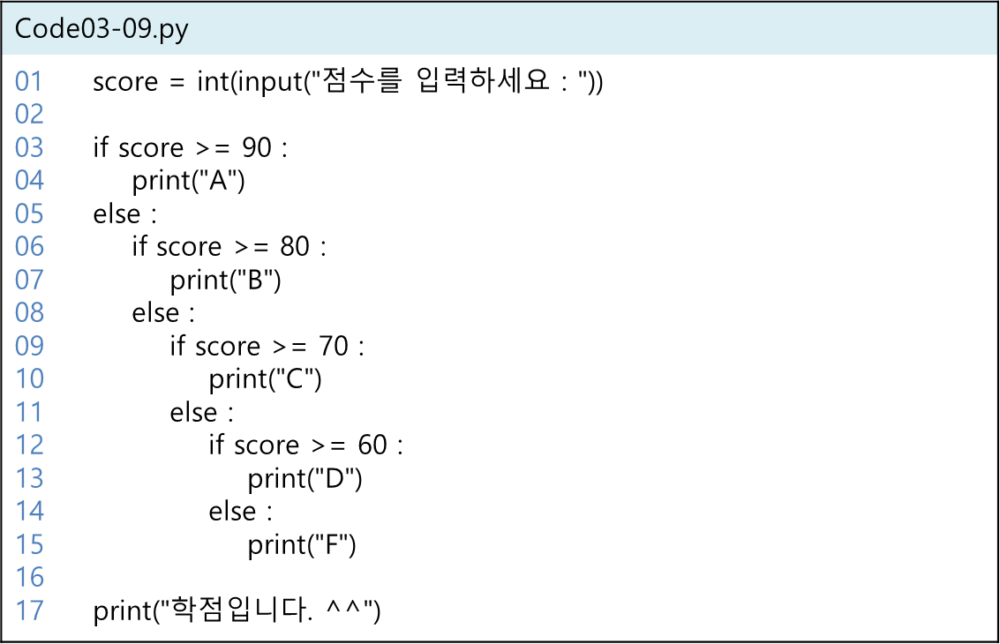 Code03-09.py
01 score = int(input("점수를 입력하세요 : "))
02
03 if score >= 90 :
04 print("A")
05 else :
06 if score >= 80 :
07 print("B")
08 else :
09 if score >= 70 :
10 print("C")
11 else :
12 if score >= 60 :
13 print("D")
14 else :
15 print("F")
16
17 print("학점입니다. ^^")